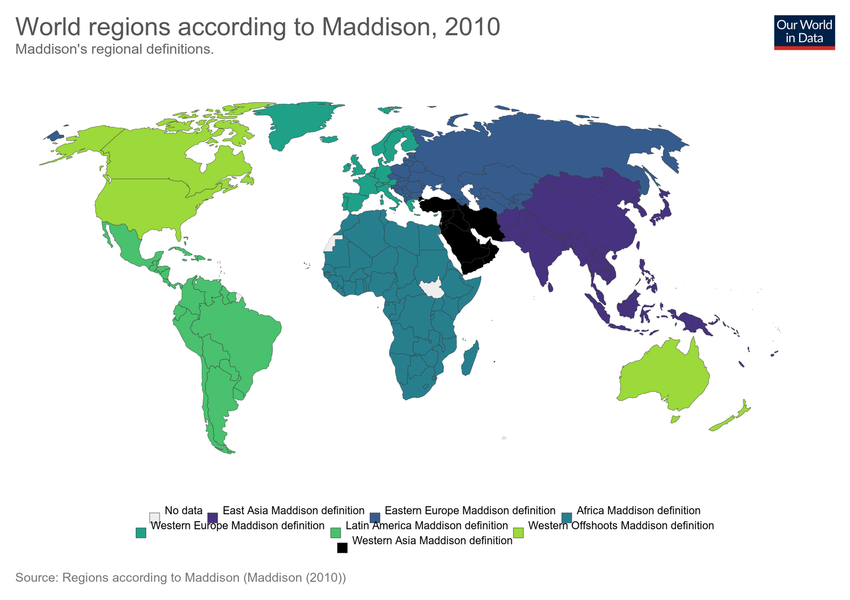 World regions according to Maddison, 2010
Maddison's regional definitions.
Our World
in Data
No data
East Asia Maddison definition
Eastern Europe Maddison definition
Africa Maddison definition
Western Europe Maddison definition
Latin America Maddison definition
Western Offshoots Maddison definition
Western Asia Maddison definition
Source: Regions according to Maddison (Maddison (2010))